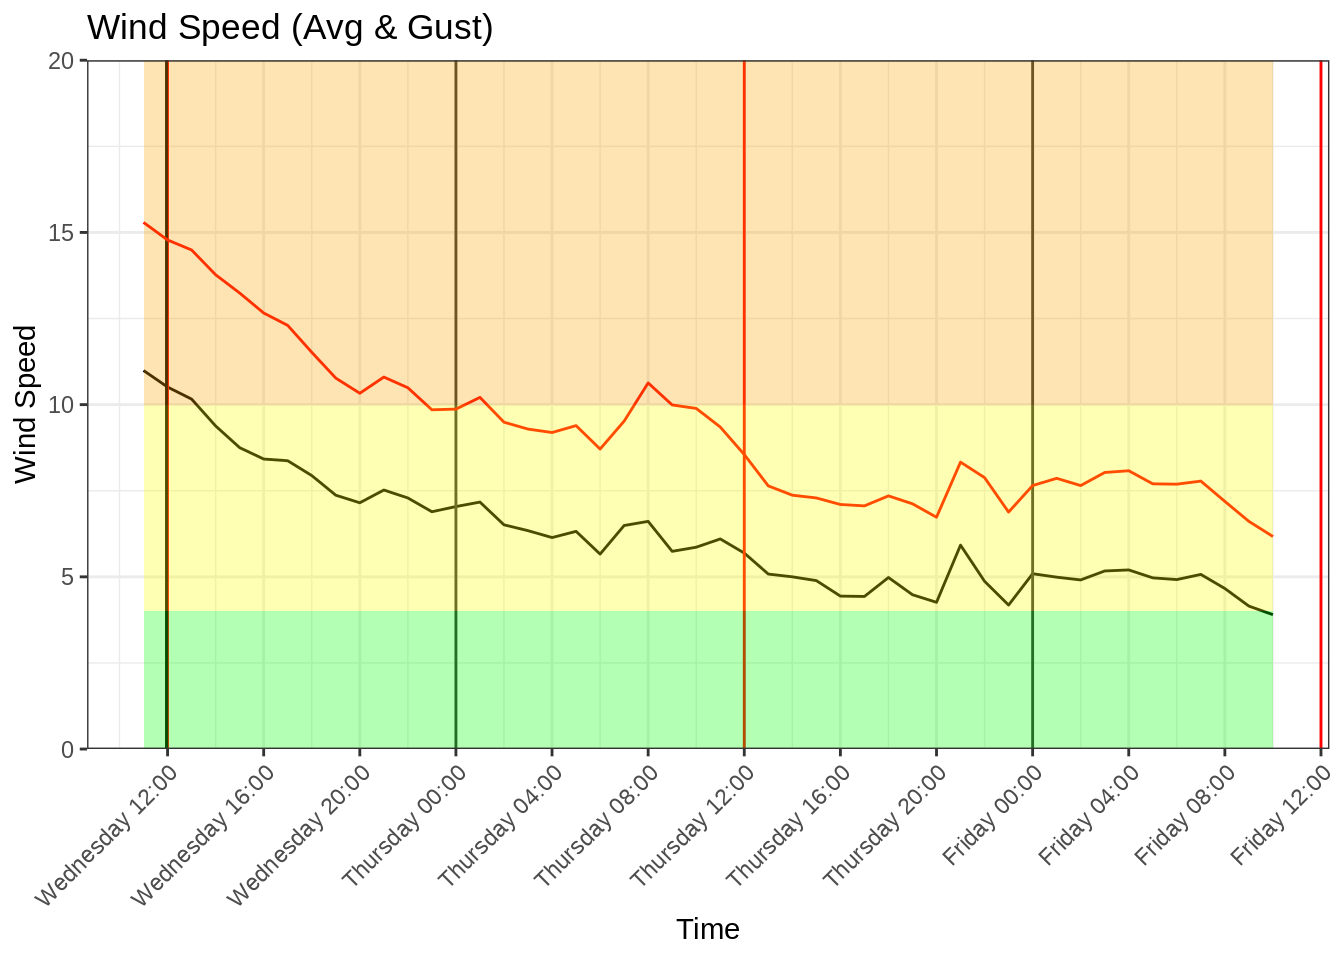 Wind Speed (Avg & Gust)
20
15
10
5
0
Wind Speed
Wednesday 12:00
Wednesday 16:00
Wednesday 20:00
Thursday 00:00
Thursday 04:00
Thursday 08:00
Thursday 12:00
Thursday 16:00
Thursday 20:00
Friday 00:00
Friday 04:00
Friday 08:00
Friday 12:00
Time